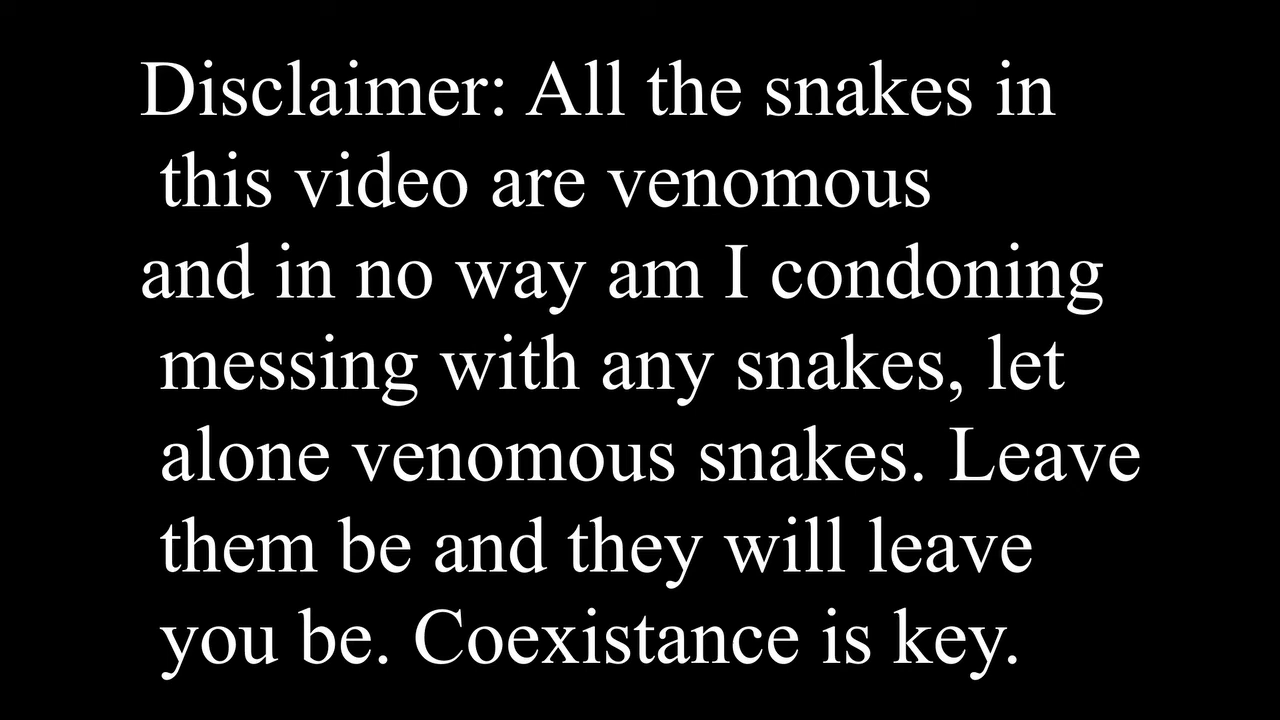 Disclaimer: All the snakes in
this video are venomous
and in no way am I condoning
messing with any snakes, let
alone venomous snakes. Leave
them be and they will leave
you be. Coexistance is key.